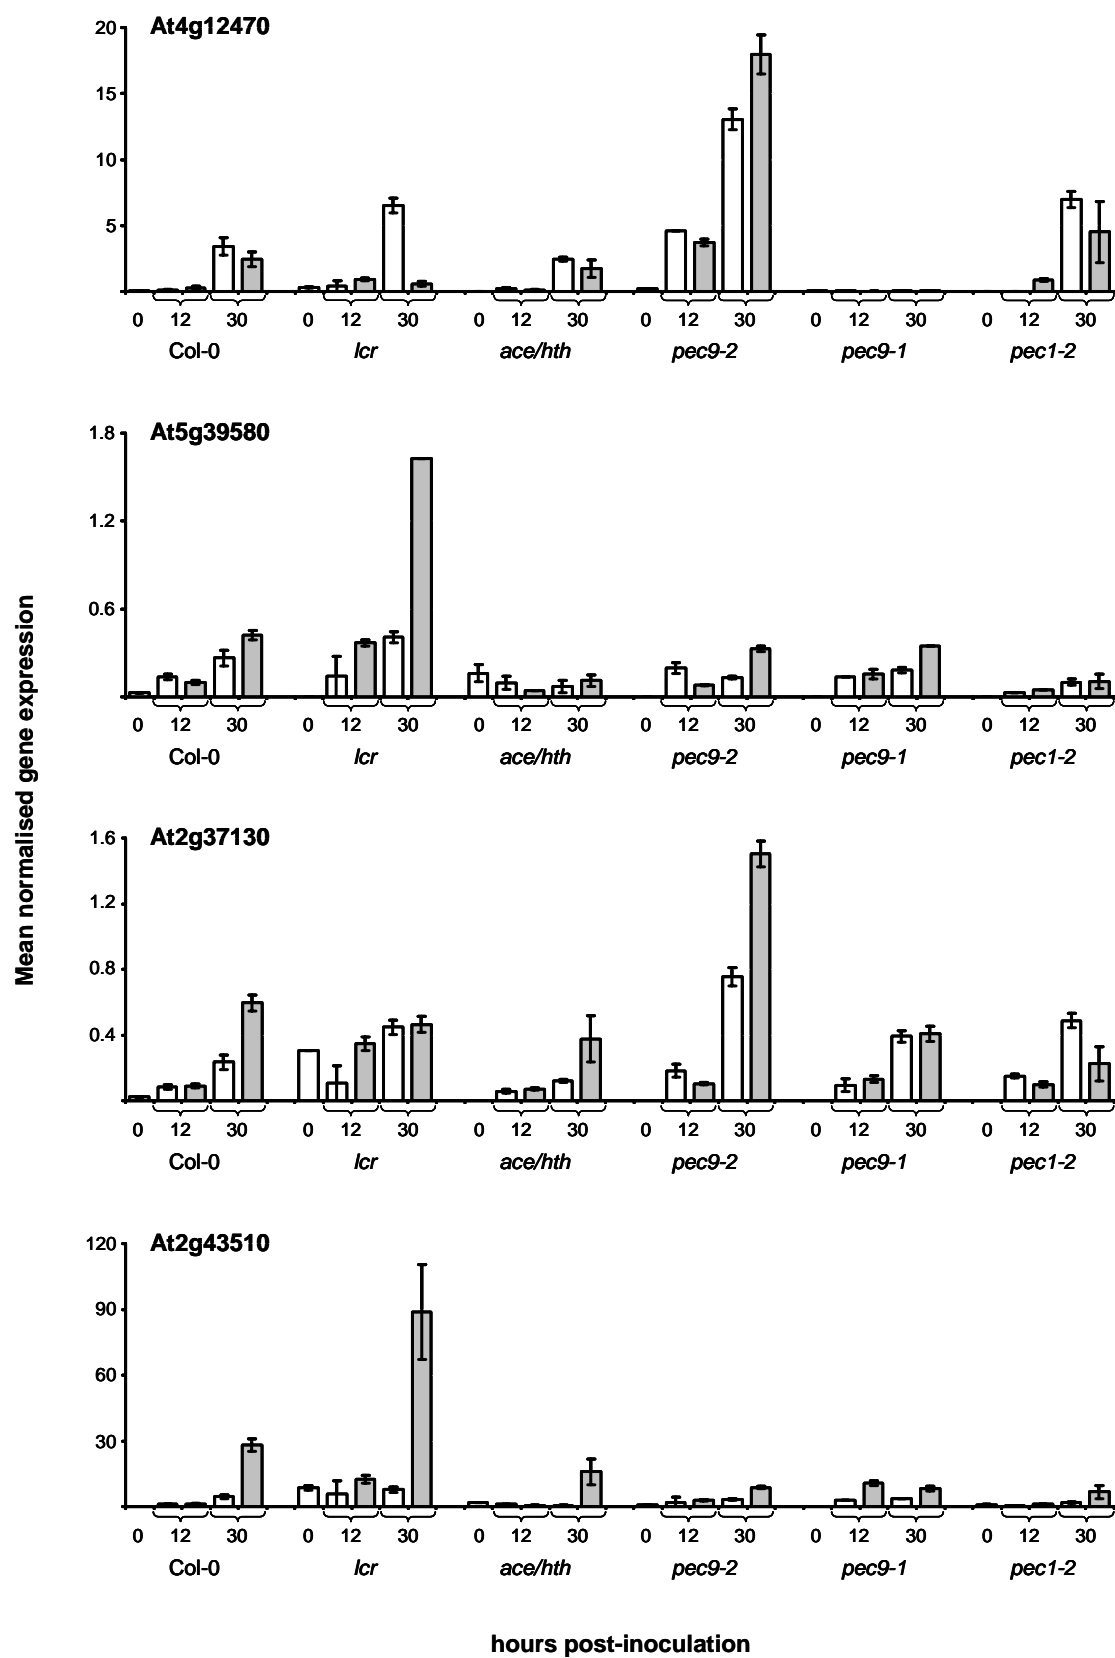 At4g12470
20
15
10
5
0 12 30 0 12 30 0 12 30 0 12 30 0 12 30 0 12 30
Col-0 lcr ace/hth pec9-2 pec9-1 pec1-2
At5g39580
1.8
1.2
0.6
0 12 30 0 12 30 0 12 30 0 12 30 0 12 30 0 12 30
Col-0 lcr ace/hth pec9-2 pec9-1 pec1-2
Mean normalised gene expression
At2g37130
1.6
1.2
0.8
0.4
0 12 30 0 12 30 0 12 30 0 12 30 0 12 30 0 12 30
Col-0 lcr ace/hth pec9-2 pec9-1 pec1-2
At2g43510
120
90
60
30
0 12 30 0 12 30 0 12 30 0 12 30 0 12 30 0 12 30
Col-0 lcr ace/hth pec9-2 pec9-1 pec1-2
hours post-inoculation